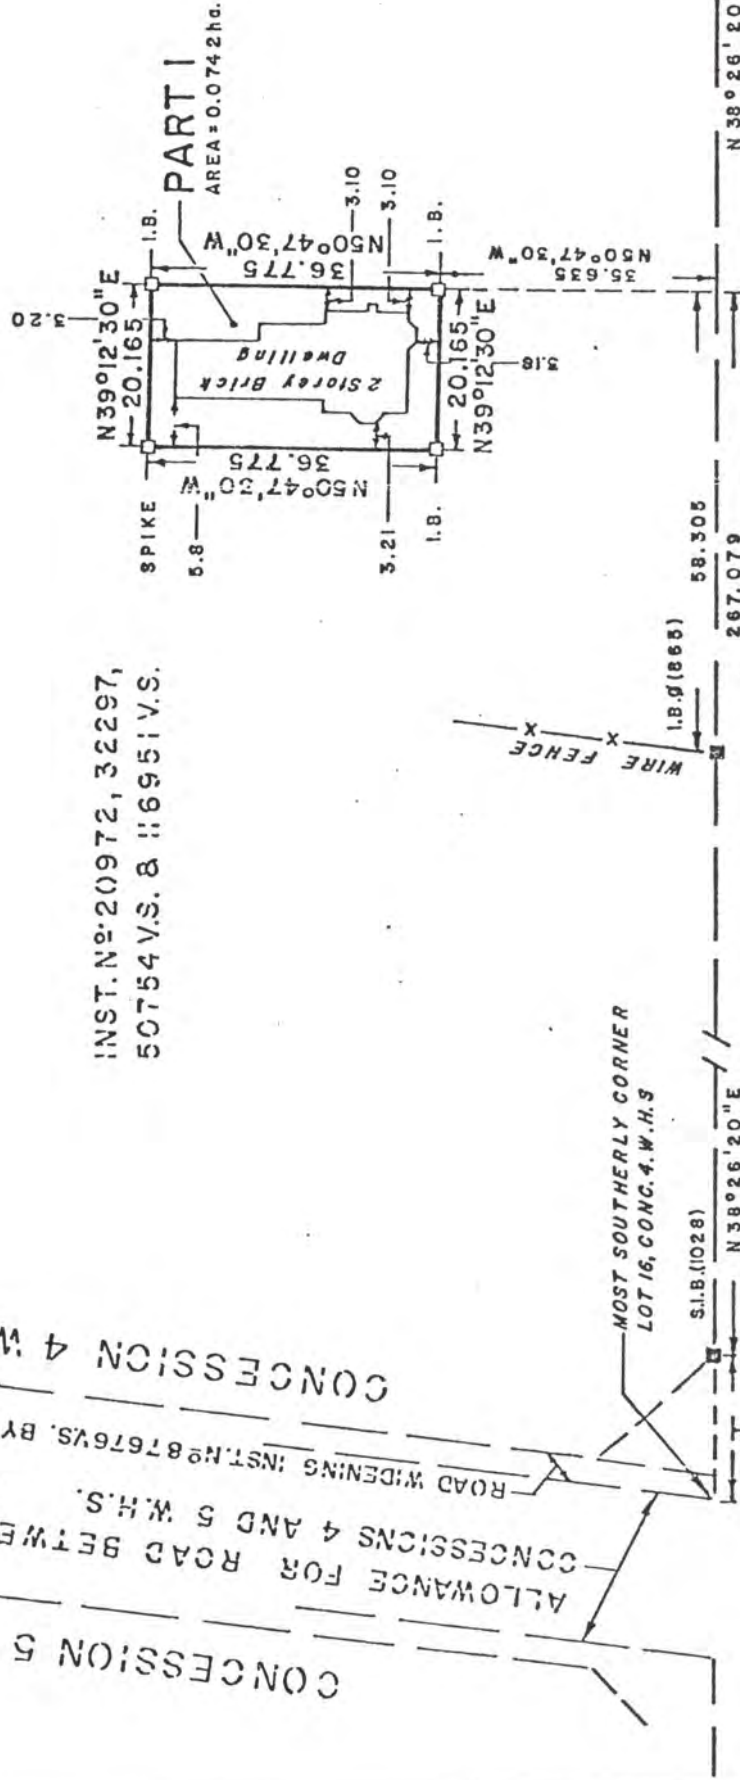 PART 1
AREA = 0.0742 ha.
I.B.
3.20
N39°12'30"E
20.165
SPIKE
N50°47'30"W
36.775
3.10
3.10
2 Storey Brick
Dwelling
N50°47'30"W
36.775
5.8
3.21
3.18
I.B.
I.B.
20.165
N39°12'30"E
N50°47'30"W
35.635
N 38°26'20
58.305
267.079
I.B.Ø(865)
WIRE FENCE
INST. Nº 20972, 32297,
50754 V.S. & 116951 V.S.
MOST SOUTHERLY CORNER
LOT 16, CONC. 4. W.H.S
S.I.B.(1028)
N38°26'20"E
CONCESSION 4 W
ROAD WIDENING INST. Nº 87676VS. BY
ALLOWANCE FOR ROAD BETWE
CONCESSIONS 4 AND 5 W.H.S.
CONCESSION 5